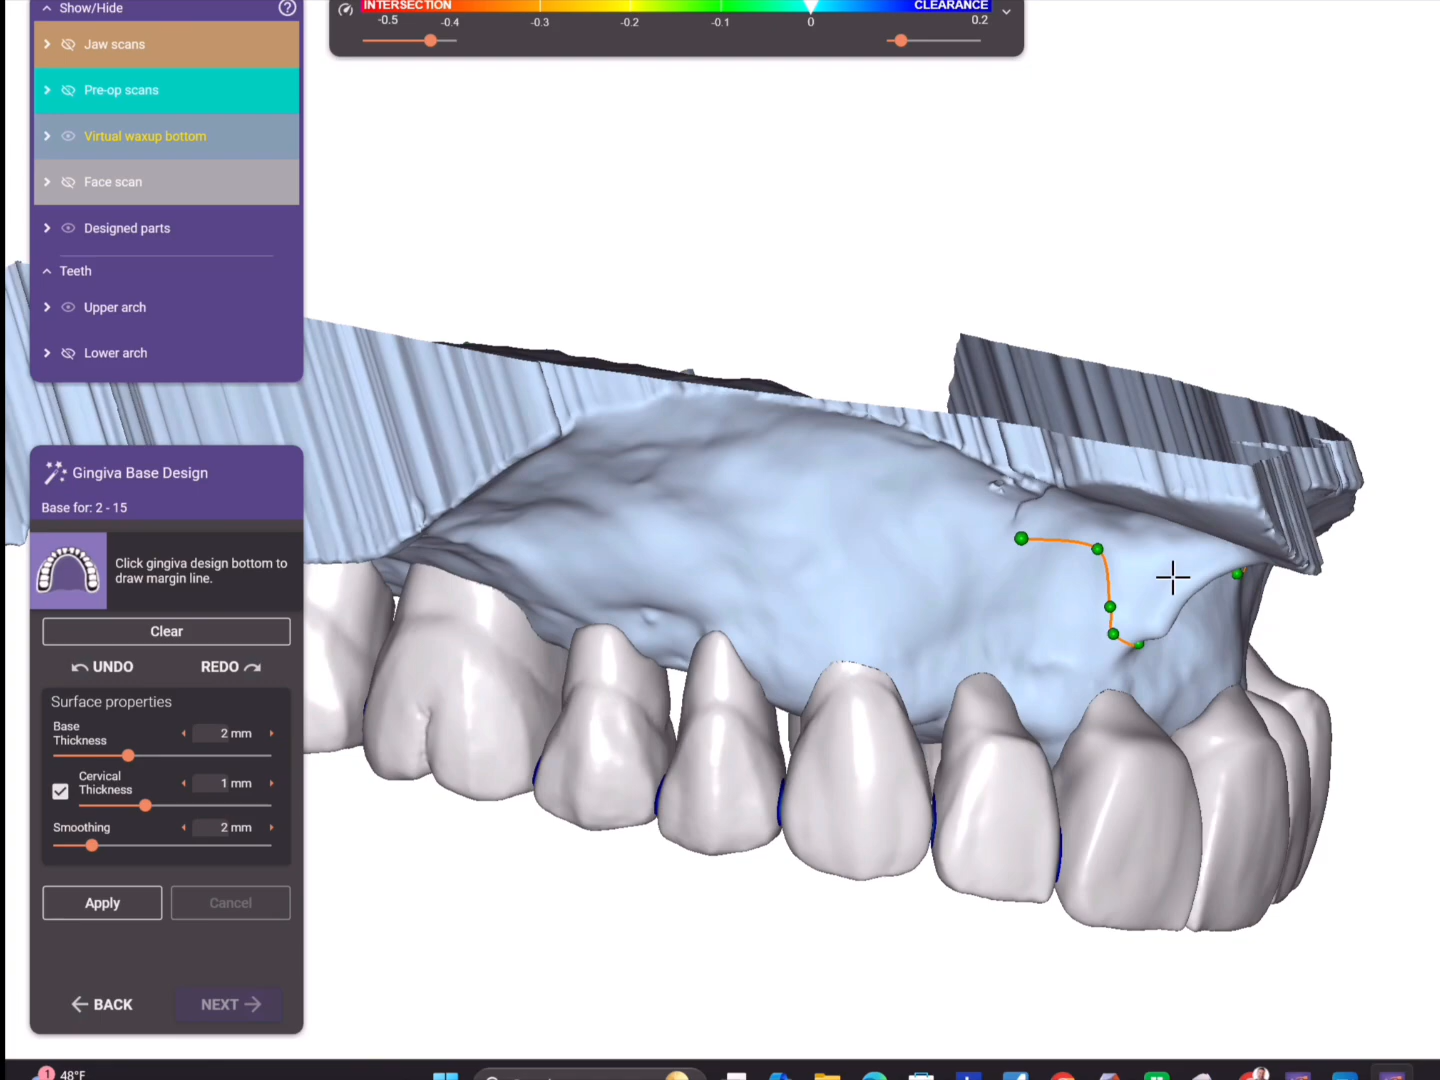 Show/Hide
?
INTERSECTION
CLEARANCE
-0.5
-0.4
-0.3
-0.2
-0.1
0
0.2
Jaw scans
Pre-op scans
Virtual waxup bottom
Face scan
Designed parts
Teeth
Upper arch
Lower arch
Gingiva Base Design
Base for: 2 - 15
Click gingiva design bottom to
draw margin line.
Clear
UNDO
REDO
Surface properties
Base
Thickness
2 mm
Cervical
Thickness
1 mm
Smoothing
2 mm
Apply
Cancel
BACK
NEXT
1
48°F